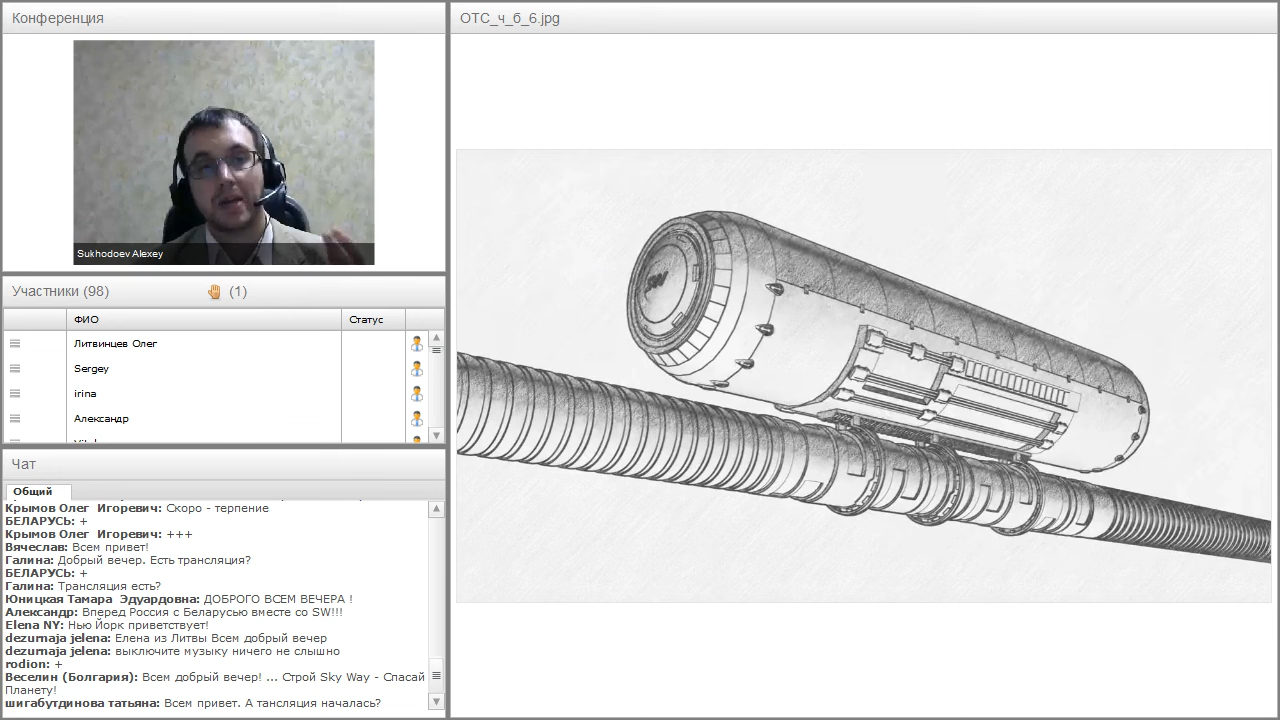 Конференция
Sukhodoev Alexey
Участники (98)
(1)
ФИО
Статус
Литвинцев Олег
Sergey
irina
Александр
Чат
Общий
Крымов Олег Игоревич: Скоро - терпение
БЕЛАРУСЬ: +
Крымов Олег Игоревич: +++
Вячеслав: Всем привет!
Галина: Добрый вечер. Есть трансляция?
БЕЛАРУСЬ: +
Галина: Трансляция есть?
Юницкая Тамара Эдуардовна: ДОБРОГО ВСЕМ ВЕЧЕРА !
Александр: Вперед Россия с Беларусью вместе со SW!!!
Elena NY: Нью Йорк приветствует!
dezurnaja jelena: Елена из Литвы Всем добрый вечер
dezurnaja jelena: выключите музыку ничего не слышно
rodion: +
Веселин (Болгария): Всем добрый вечер! ... Строй Sky Way - Спасай
Планету!
шигабутдинова татьяна: Всем привет. А тансляция началась?
ОТС_ч_б_6.jpg
SW